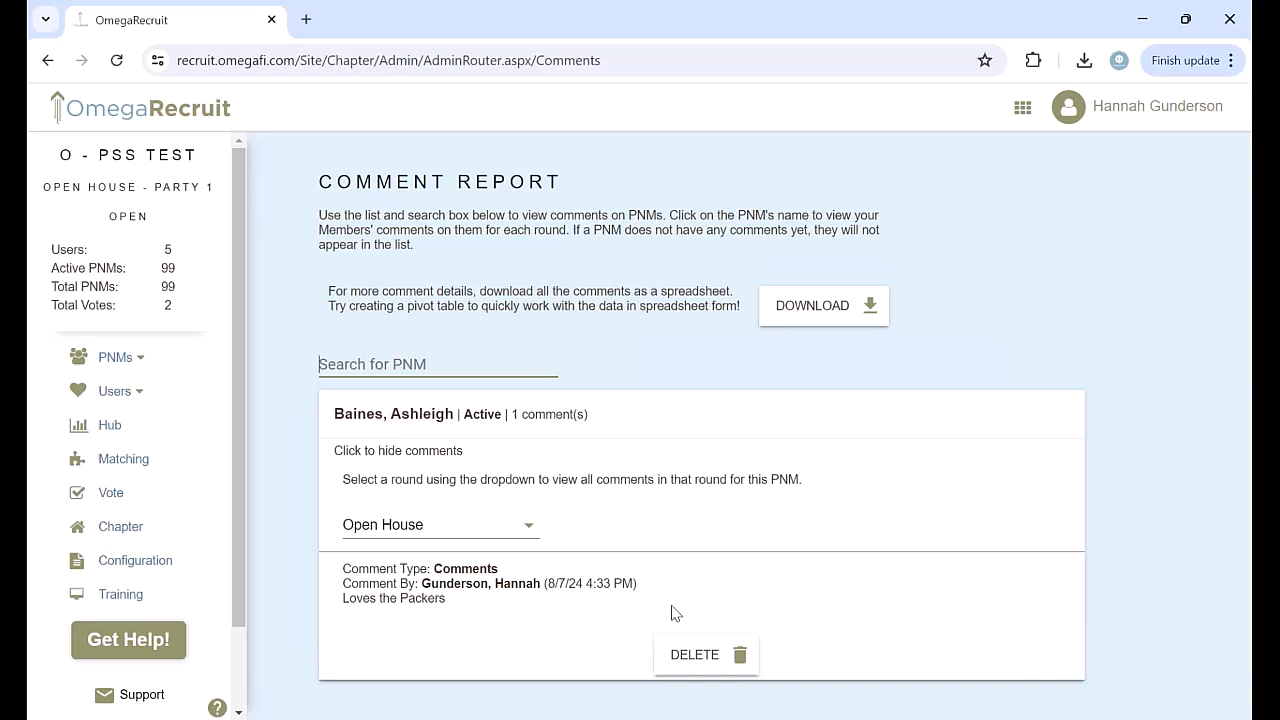 OmegaRecruit
recruit.omegafi.com/Site/Chapter/Admin/AdminRouter.aspx/Comments
Finish update
OmegaRecruit
Hannah Gunderson
O - PSS TEST
OPEN HOUSE - PARTY 1
OPEN
Users: 5
Active PNMs: 99
Total PNMs: 99
Total Votes: 2
PNMs
Users
Hub
Matching
Vote
Chapter
Configuration
Training
Get Help!
Support
?
COMMENT REPORT
Use the list and search box below to view comments on PNMs. Click on the PNM's name to view your
Members' comments on them for each round. If a PNM does not have any comments yet, they will not
appear in the list.
For more comment details, download all the comments as a spreadsheet.
Try creating a pivot table to quickly work with the data in spreadsheet form!
DOWNLOAD
Search for PNM
Baines, Ashleigh | Active | 1 comment(s)
Click to hide comments
Select a round using the dropdown to view all comments in that round for this PNM.
Open House
Comment Type: Comments
Comment By: Gunderson, Hannah (8/7/24 4:33 PM)
Loves the Packers
DELETE